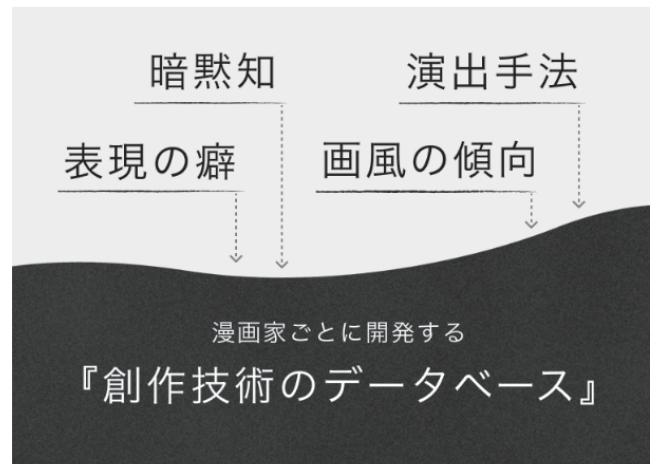 暗黙知
演出手法
表現の癖
画風の傾向
漫画家ごとに開発する
『創作技術のデータベース』